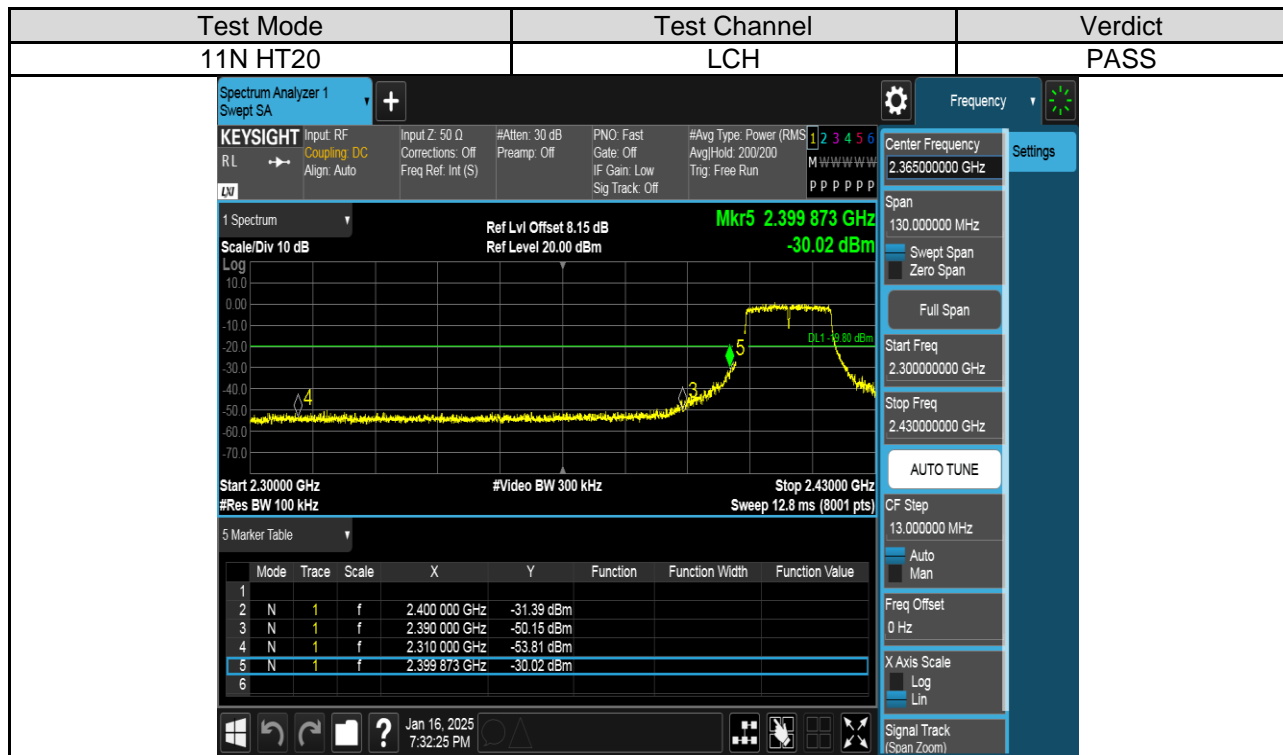 Test Mode Test Channel Verdict
11N HT20 LCH PASS
Spectrum Analyzer 1
Swept SA
+
Frequency
KEYSIGHT Input: RF Input Z: 50 Ω #Atten: 30 dB PNO: Fast #Avg Type: Power (RMS 1 2 3 4 5 6
RL Coupling: DC Corrections: Off Preamp: Off Gate: Off Avg|Hold: 200/200 M W W W W W
Align: Auto Freq Ref: Int (S) IF Gain: Low Trig: Free Run
LXI Sig Track: Off P P P P P P
Center Frequency
2.365000000 GHz
Settings
1 Spectrum
Ref Lvl Offset 8.15 dB
Mkr5 2.399 873 GHz
Scale/Div 10 dB Ref Level 20.00 dBm -30.02 dBm
Log
10.0
0.00
-10.0
-20.0
-30.0
-40.0
-50.0
-60.0
-70.0
DL1 -19.80 dBm
5
3
4
Start 2.30000 GHz #Video BW 300 kHz Stop 2.43000 GHz
#Res BW 100 kHz Sweep 12.8 ms (8001 pts)
Span
130.000000 MHz
Swept Span
Zero Span
Full Span
Start Freq
2.300000000 GHz
Stop Freq
2.430000000 GHz
AUTO TUNE
CF Step
13.000000 MHz
Auto
Man
Freq Offset
0 Hz
X Axis Scale
Log
Lin
Signal Track
(Span Zoom)
5 Marker Table
Mode Trace Scale X Y Function Function Width Function Value
1
2 N 1 f 2.400 000 GHz -31.39 dBm
3 N 1 f 2.390 000 GHz -50.15 dBm
4 N 1 f 2.310 000 GHz -53.81 dBm
5 N 1 f 2.399 873 GHz -30.02 dBm
6
? Jan 16, 2025
7:32:25 PM